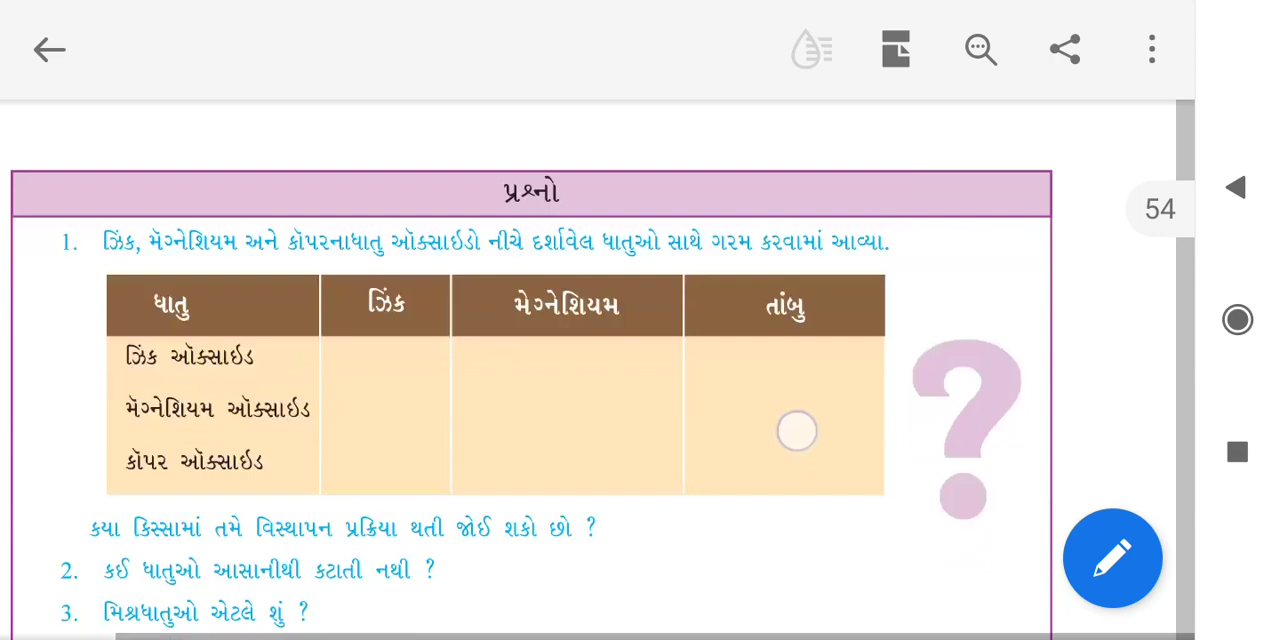 54
પ્રશ્નો
1. ઝિંક, મૅગ્નેશિયમ અને કૉપરનાધાતુ ઑક્સાઇડો નીચે દર્શાવેલ ધાતુઓ સાથે ગરમ કરવામાં આવ્યા.
ધાતુ ઝિંક મેગ્નેશિયમ તાંબુ
ઝિંક ઑક્સાઇડ
મૅગ્નેશિયમ ઑક્સાઇડ
કૉપર ઑક્સાઇડ
?
કયા કિસ્સામાં તમે વિસ્થાપન પ્રક્રિયા થતી જોઈ શકો છો ?
2. કઈ ધાતુઓ આસાનીથી કટાતી નથી ?
3. મિશ્રધાતુઓ એટલે શું ?